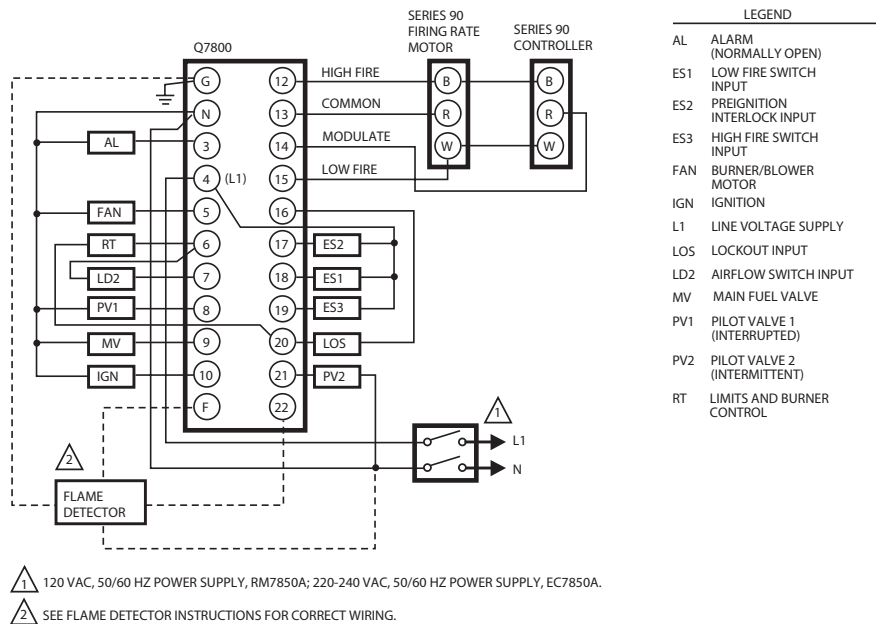 Q7800
SERIES 90
FIRING RATE
MOTOR
SERIES 90
CONTROLLER
G
12
HIGH FIRE
B
B
N
13
COMMON
R
R
AL
3
14
MODULATE
W
W
4
(L1)
15
LOW FIRE
FAN
5
16
RT
6
17
ES2
LD2
7
18
ES1
PV1
8
19
ES3
MV
9
20
LOS
IGN
10
21
PV2
F
22
1
L1
N
2
FLAME
DETECTOR
LEGEND
AL ALARM
(NORMALLY OPEN)
ES1 LOW FIRE SWITCH
INPUT
ES2 PREIGNITION
INTERLOCK INPUT
ES3 HIGH FIRE SWITCH
INPUT
FAN BURNER/BLOWER
MOTOR
IGN IGNITION
L1 LINE VOLTAGE SUPPLY
LOS LOCKOUT INPUT
LD2 AIRFLOW SWITCH INPUT
MV MAIN FUEL VALVE
PV1 PILOT VALVE 1
(INTERRUPTED)
PV2 PILOT VALVE 2
(INTERMITTENT)
RT LIMITS AND BURNER
CONTROL
1 120 VAC, 50/60 HZ POWER SUPPLY, RM7850A; 220-240 VAC, 50/60 HZ POWER SUPPLY, EC7850A.
2 SEE FLAME DETECTOR INSTRUCTIONS FOR CORRECT WIRING.